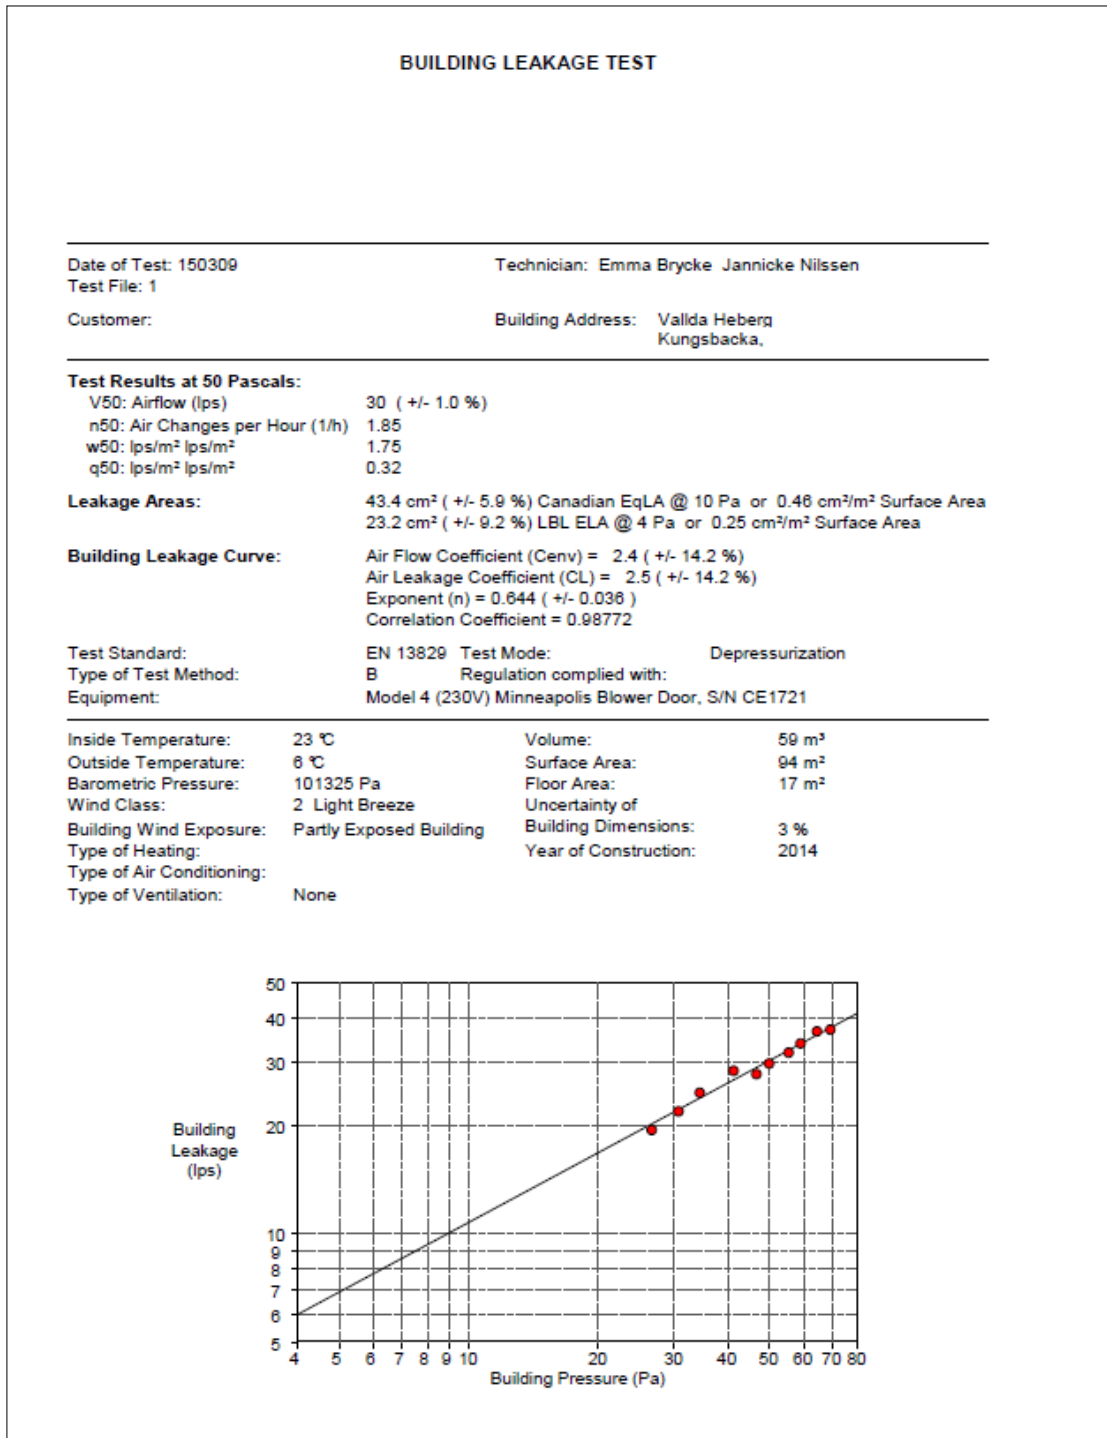 BUILDING LEAKAGE TEST
Date of Test: 150309 Technician: Emma Brycke Jannicke Nilssen
Test File: 1
Customer: Building Address: Vallda Heberg
Kungsbacka,
Test Results at 50 Pascals:
V50: Airflow (lps) 30 ( +/- 1.0 %)
n50: Air Changes per Hour (1/h) 1.85
w50: lps/m² lps/m² 1.75
q50: lps/m² lps/m² 0.32
Leakage Areas: 43.4 cm² ( +/- 5.9 %) Canadian EqLA @ 10 Pa or 0.46 cm²/m² Surface Area
23.2 cm² ( +/- 9.2 %) LBL ELA @ 4 Pa or 0.25 cm²/m² Surface Area
Building Leakage Curve: Air Flow Coefficient (Cenv) = 2.4 ( +/- 14.2 %)
Air Leakage Coefficient (CL) = 2.5 ( +/- 14.2 %)
Exponent (n) = 0.644 ( +/- 0.036 )
Correlation Coefficient = 0.98772
Test Standard: EN 13829 Test Mode: Depressurization
Type of Test Method: B Regulation complied with:
Equipment: Model 4 (230V) Minneapolis Blower Door, S/N CE1721
Inside Temperature: 23 °C Volume: 59 m³
Outside Temperature: 6 °C Surface Area: 94 m²
Barometric Pressure: 101325 Pa Floor Area: 17 m²
Wind Class: 2 Light Breeze Uncertainty of
Building Wind Exposure: Partly Exposed Building Building Dimensions: 3 %
Type of Heating: Year of Construction: 2014
Type of Air Conditioning:
Type of Ventilation: None
50
40
30
20
10
9
8
7
6
5
Building
Leakage
(lps)
4 5 6 7 8 9 10 20 30 40 50 60 70 80
Building Pressure (Pa)